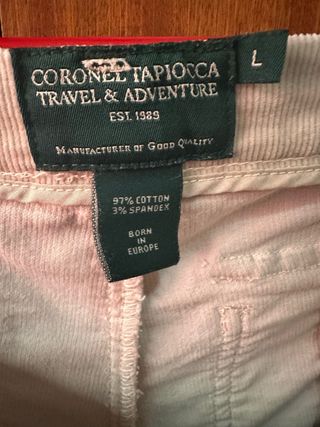 CORONEL TAPIOCCA
L
TRAVEL & ADVENTURE
EST. 1989
MANUFACTURER OF GOOD QUALITY
97% COTTON
3% SPANDEX
BORN
IN
EUROPE